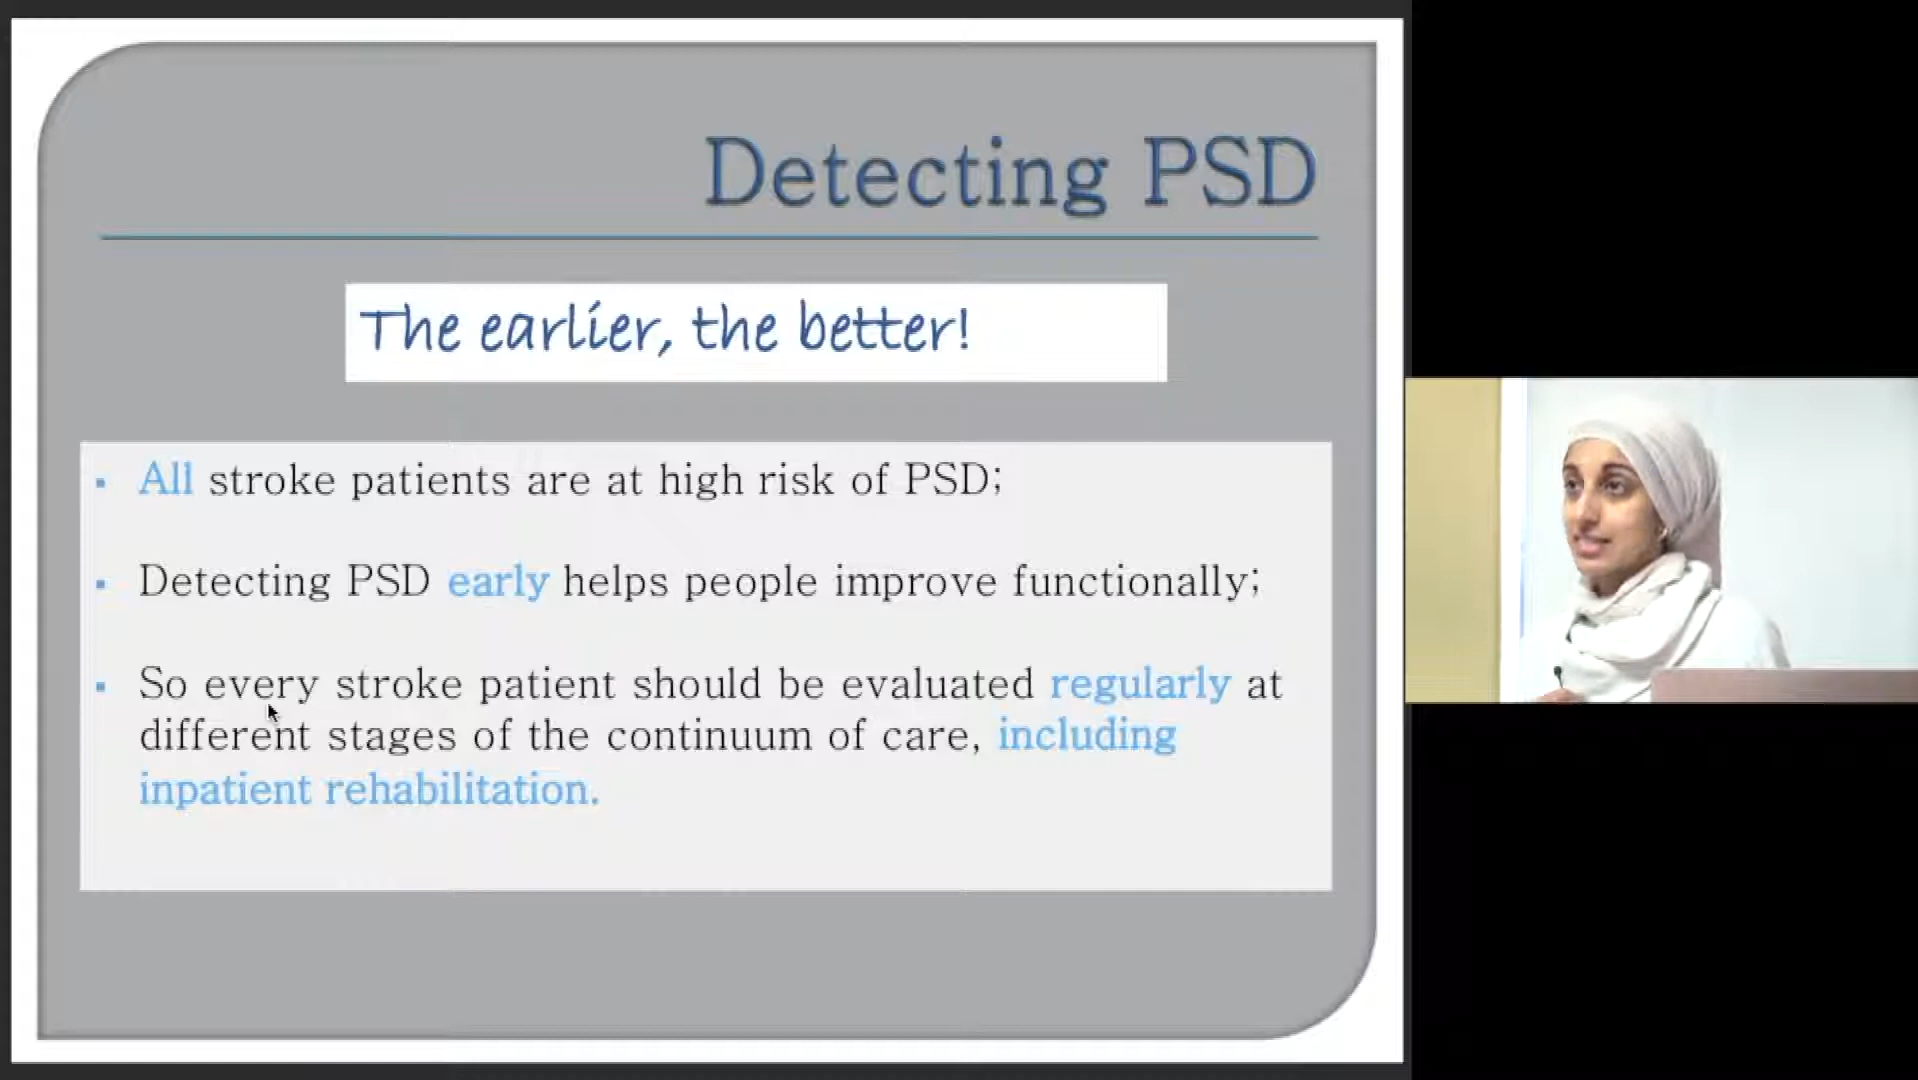 Detecting PSD
The earlier, the better!
▪ All stroke patients are at high risk of PSD;
▪ Detecting PSD early helps people improve functionally;
▪ So every stroke patient should be evaluated regularly at
different stages of the continuum of care, including
inpatient rehabilitation.